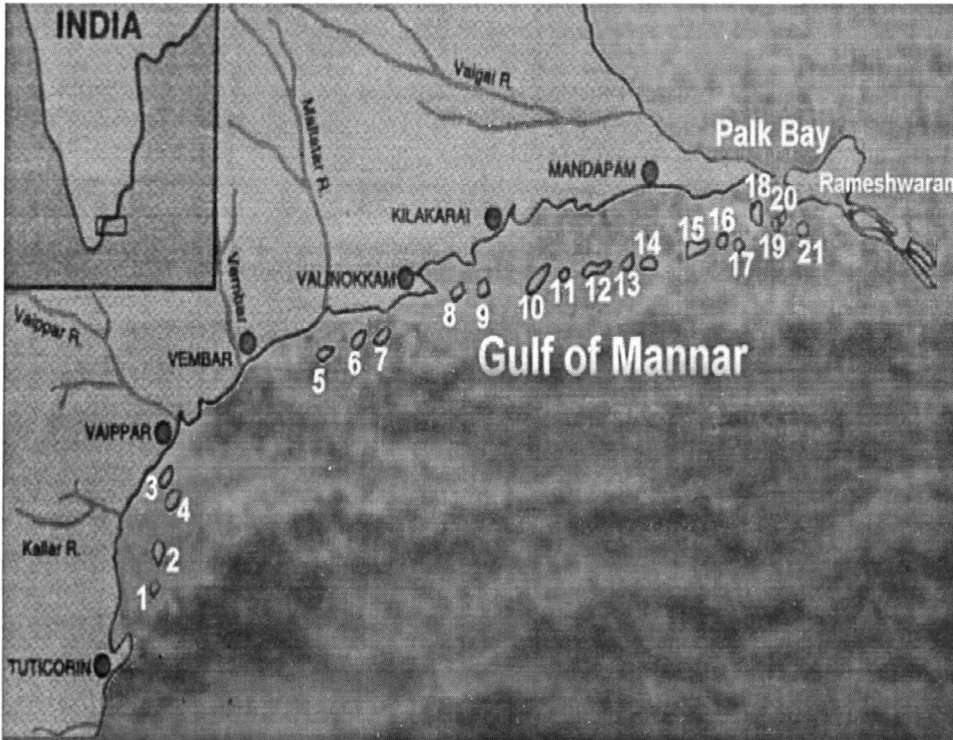 INDIA
Vaigai R.
Palk Bay
Malletar R.
MANDAPAM
Rameshwaram
18
20
KILAKARAI
16
15
14
19
21
17
VALINOKKAM
13
12
11
10
9
8
Vembar
Vaippar R.
VEMBAR
7
6
5
Gulf of Mannar
VAIPPAR
3
4
Kallar R.
2
1
TUTICORIN